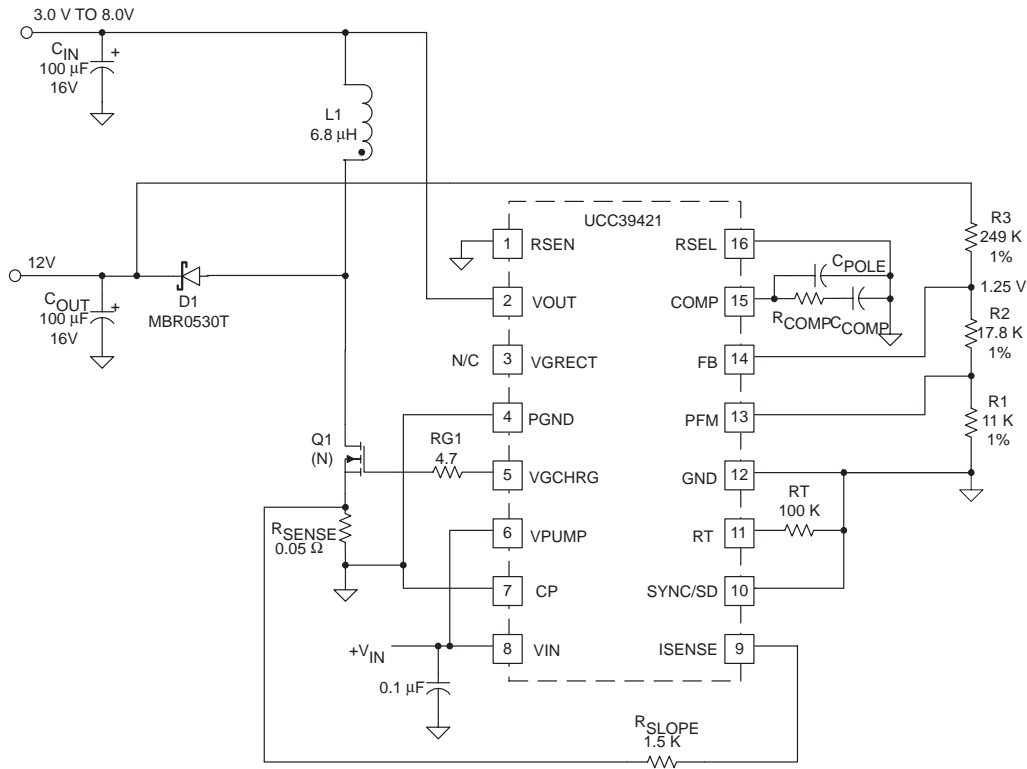 3.0 V TO 8.0V
CIN
100 μF
16V
+
L1
6.8 μH
12V
COUT
100 μF
16V
+
D1
MBR0530T
UCC39421
1 RSEN
2 VOUT
N/C 3 VGRECT
4 PGND
5 VGCHRG
6 VPUMP
7 CP
8 VIN
RSEL 16
COMP 15
FB 14
PFM 13
GND 12
RT 11
SYNC/SD 10
ISENSE 9
CPOLE
RCOMP
CCOMP
R3
249 K
1%
1.25 V
R2
17.8 K
1%
R1
11 K
1%
RT
100 K
Q1
(N)
RG1
4.7
RSENSE
0.05 Ω
+VIN
0.1 μF
RSLOPE
1.5 K